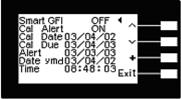 Smart GFI OFF
Cal Alert ON
Cal Date 03/04/02
Cal Due 03/04/03
Alert 03/03/03
Date ymd 03/04/02
Time 08:48:03
Exit